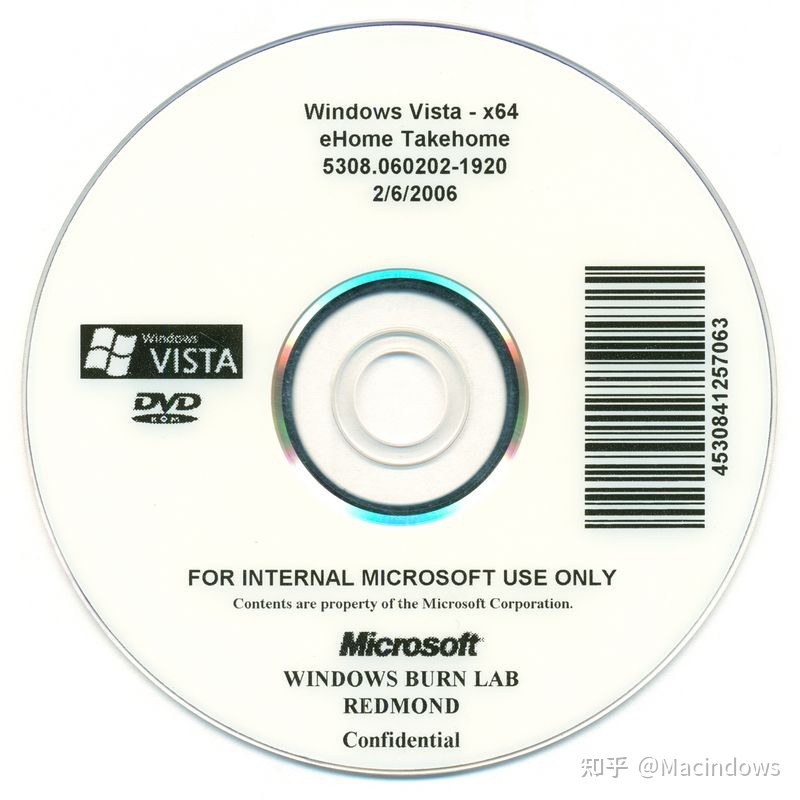 Windows Vista - x64
eHome Takehome
5308.060202-1920
2/6/2006
Windows
VISTA
DVD
ROM
4530841257063
FOR INTERNAL MICROSOFT USE ONLY
Contents are property of the Microsoft Corporation.
Microsoft
WINDOWS BURN LAB
REDMOND
Confidential
知乎 @Macindows